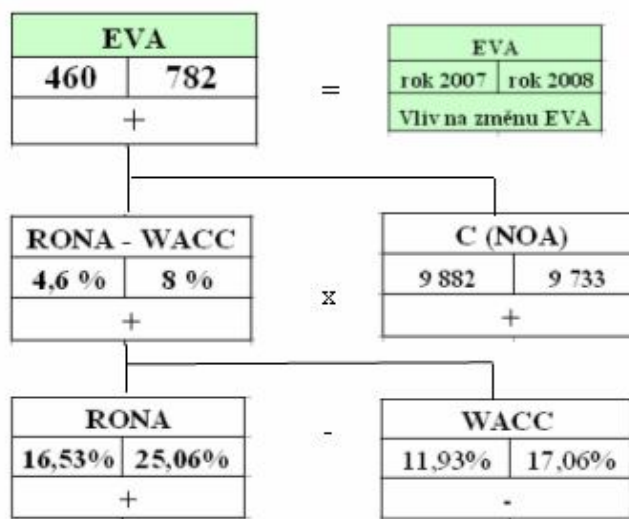 EVA
460 782
+
=
EVA
rok 2007 rok 2008
Vliv na změnu EVA
RONA - WACC
4,6 % 8 %
+
x
C (NOA)
9 882 9 733
+
RONA
16,53% 25,06%
+
-
WACC
11,93% 17,06%
-